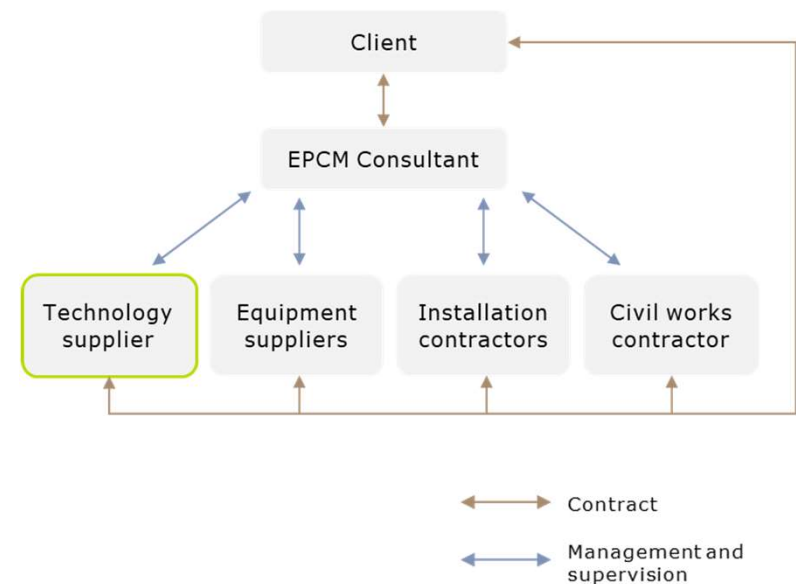 Client
EPCM Consultant
Technology
supplier
Equipment
suppliers
Installation
contractors
Civil works
contractor
Contract
Management and
supervision